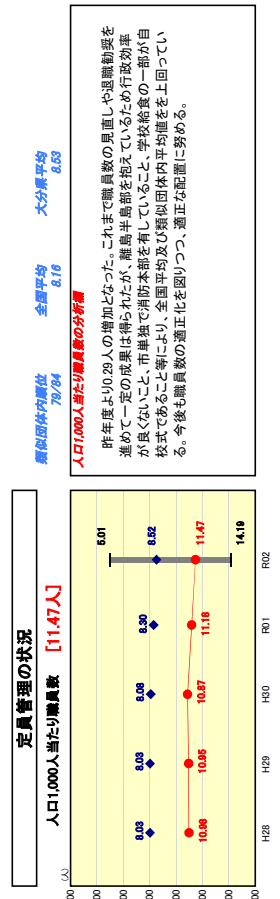 定員管理の状況
人口1,000人当たり職員数 [11.47人]
(人)
00
00
00
00
00
00
00
00
5.01
8.03
8.03
8.08
8.30
8.52
10.98
10.95
10.87
11.18
11.47
14.19
H28
H29
H30
R01
R02
類似団体内順位
79/84
全国平均
8.16
大分県平均
8.53
人口1,000人当たり職員数の分析欄
昨年度より0.29人の増加となった。これまで職員数の見直しや退職勧奨を
進めて一定の成果は得られたが、離島半島部を抱えているため行政効率
が良くないこと、市単独で消防本部を有していること、学校給食の一部が自
校式であること等により、全国平均及び類似団体内平均値をを上回ってい
る。今後も職員数の適正化を図りつつ、適正な配置に努める。